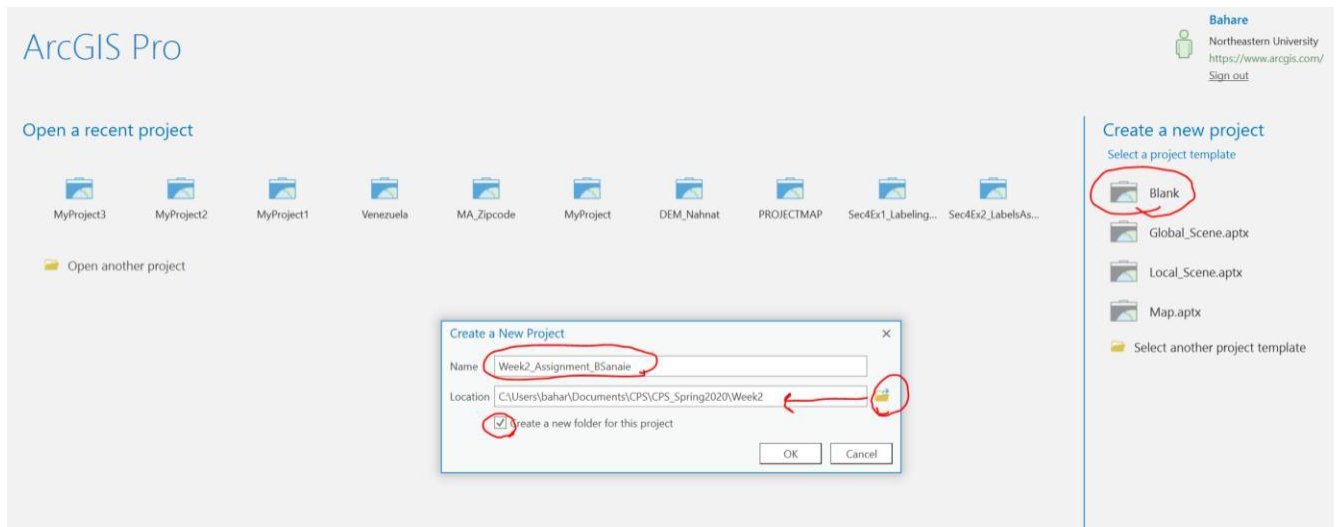 ArcGIS Pro
Bahare
Northeastern University
https://www.arcgis.com/
Sign out
Open a recent project
MyProject3
MyProject2
MyProject1
Venezuela
MA_Zipcode
MyProject
DEM_Nahnat
PROJECTMAP
Sec4Ex1_Labeling...
Sec4Ex2_LabelsAs...
Open another project
Create a new project
Select a project template
Blank
Global_Scene.aptx
Local_Scene.aptx
Map.aptx
Select another project template
Create a New Project
Name Week2_Assignment_BSanaie
Location C:\Users\bahar\Documents\CPS\CPS_Spring2020\Week2
Create a new folder for this project
OK Cancel